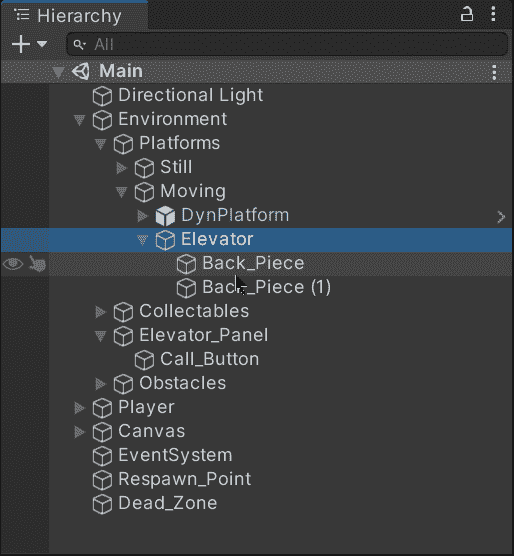 Hierarchy
All
Main
Directional Light
Environment
Platforms
Still
Moving
DynPlatform
Elevator
Back_Piece
Back_Piece (1)
Collectables
Elevator_Panel
Call_Button
Obstacles
Player
Canvas
EventSystem
Respawn_Point
Dead_Zone